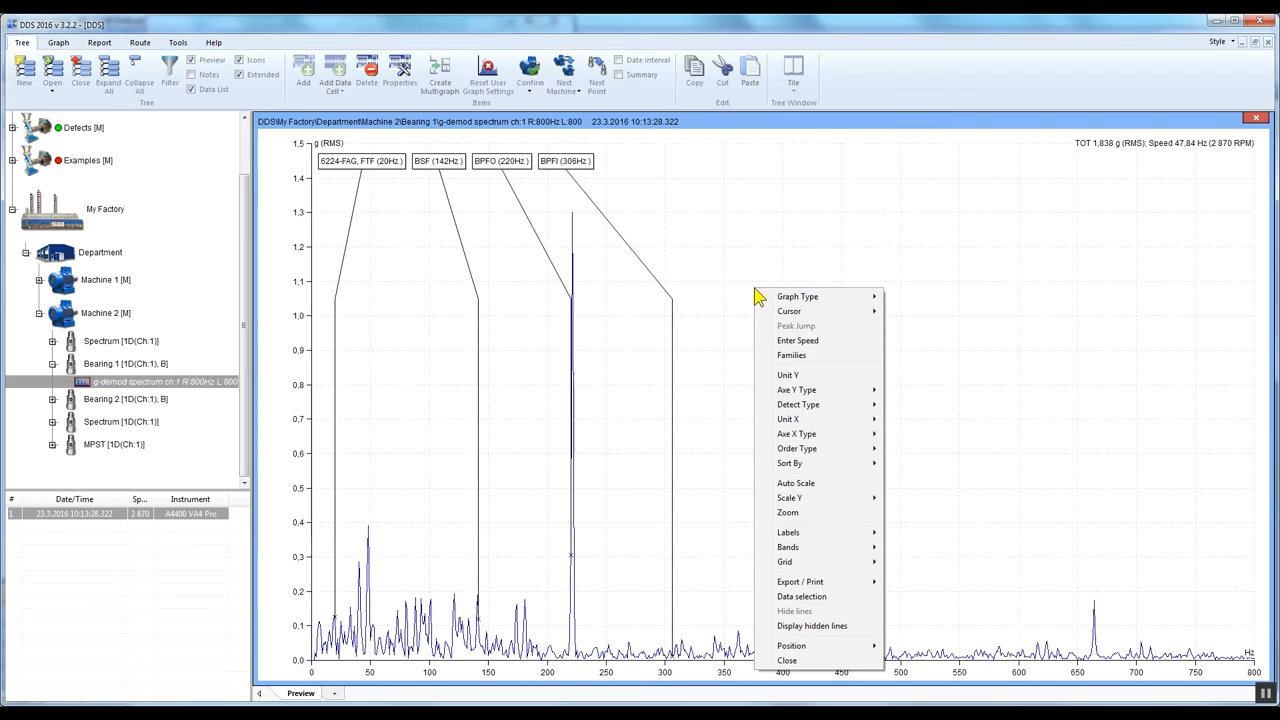 DDS 2016 v 3.2.2 - [DDS]
Tree Graph Report Route Tools Help Style
New Open Close Expand All Collapse All Filter
Preview Notes Data List Icons Extended
Tree
Add Add Data Cell Delete Properties Create Multigraph Reset User Graph Settings Confirm Next Machine Next Point
Date interval
Summary
Items
Copy Cut Paste
Edit
Tile
Tree Window
Defects [M]
Examples [M]
My Factory
Department
Machine 1 [M]
Machine 2 [M]
Spectrum [1D(Ch:1)]
Bearing 1 [1D(Ch:1), B]
g-demod spectrum ch:1 R:800Hz L:800
Bearing 2 [1D(Ch:1), B]
Spectrum [1D(Ch:1)]
MPST [1D(Ch:1)]
# Date/Time Sp... Instrument
1 23.3.2016 10:13:28.322 2 870 A4400 VA4 Pro
DDS\My Factory\Department\Machine 2\Bearing 1\g-demod spectrum ch:1 R:800Hz L:800 23.3.2016 10:13:28.322
1,5 g (RMS)
TOT 1,838 g (RMS); Speed 47,84 Hz (2 870 RPM)
6224-FAG, FTF (20Hz ) BSF (142Hz ) BPFO (220Hz ) BPFI (306Hz )
1,4
1,3
1,2
1,1
1,0
0,9
0,8
0,7
0,6
0,5
0,4
0,3
0,2
0,1
0,0
0 50 100 150 200 250 300 350 400 450 500 550 600 650 700 750 800
Hz
Graph Type
Cursor
Peak Jump
Enter Speed
Families
Unit Y
Axe Y Type
Detect Type
Unit X
Axe X Type
Order Type
Sort By
Auto Scale
Scale Y
Zoom
Labels
Bands
Grid
Export / Print
Data selection
Hide lines
Display hidden lines
Position
Close
Preview +